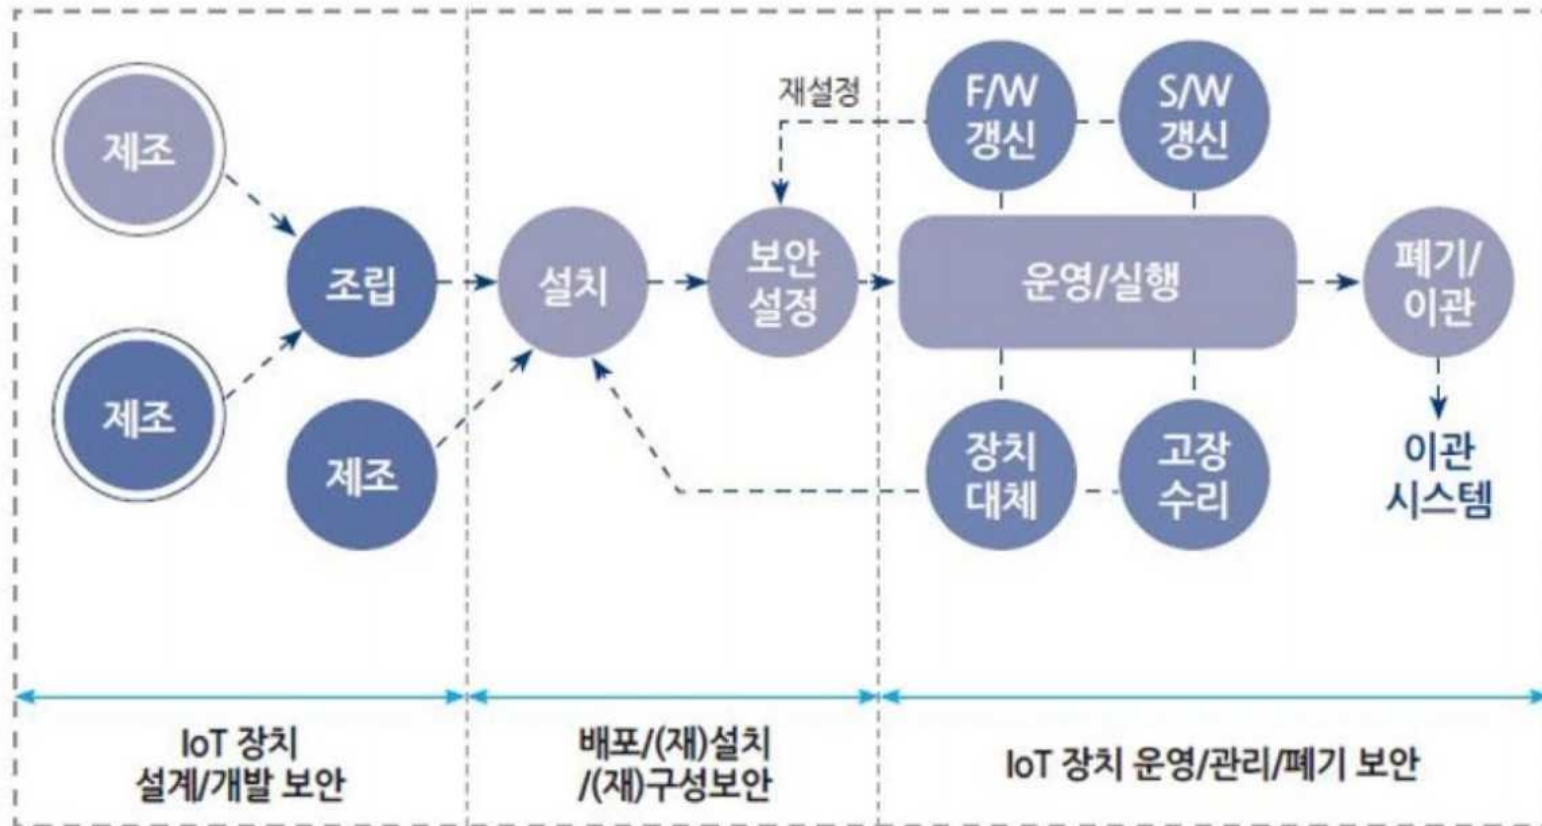 제조
제조
조립
제조
설치
재설정
보안
설정
F/W
갱신
S/W
갱신
운영/실행
장치
대체
고장
수리
폐기/
이관
이관
시스템
IoT 장치
설계/개발 보안
배포/(재)설치
/(재)구성보안
IoT 장치 운영/관리/폐기 보안